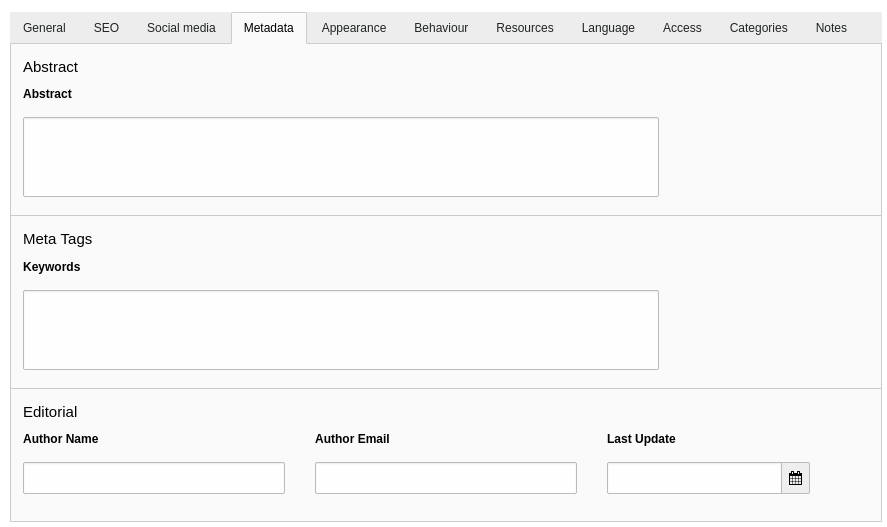 General SEO Social media Metadata Appearance Behaviour Resources Language Access Categories Notes
Abstract
Abstract
Meta Tags
Keywords
Editorial
Author Name Author Email Last Update